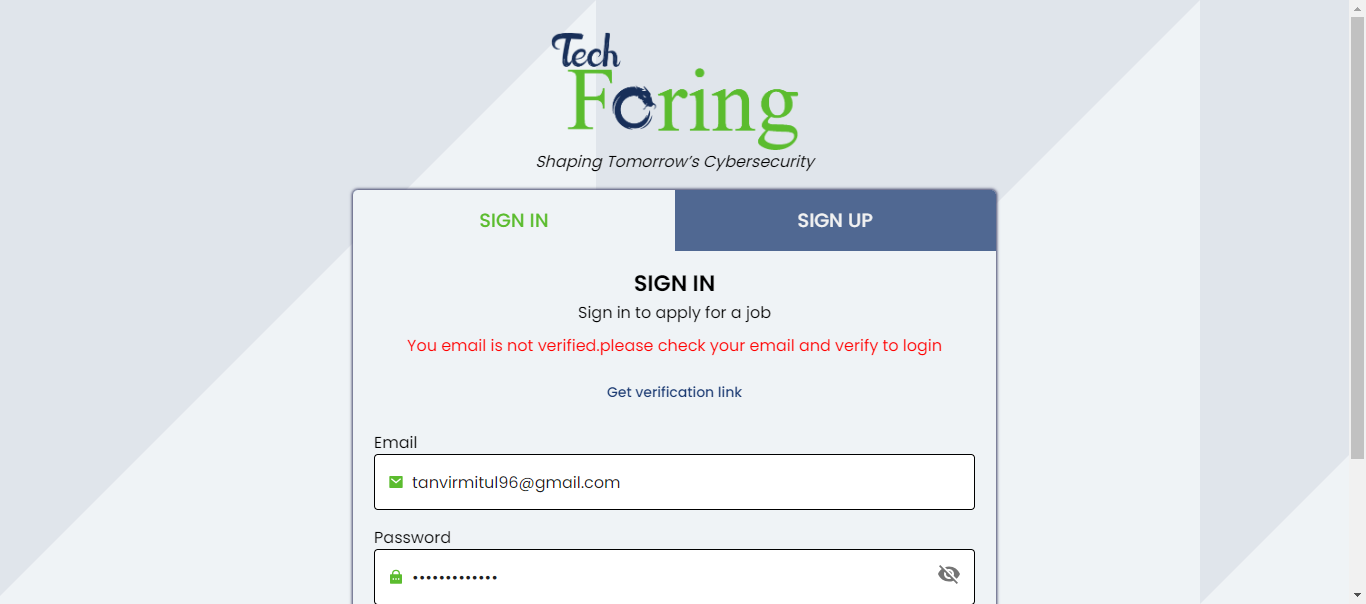 Tech
Foring
Shaping Tomorrow's Cybersecurity
SIGN IN
SIGN UP
SIGN IN
Sign in to apply for a job
You email is not verified.please check your email and verify to login
Get verification link
Email
tanvirmitul96@gmail.com
Password
•••••••••••••